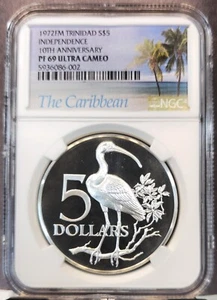 1972FM TRINIDAD S$5
INDEPENDENCE
10TH ANNIVERSARY
PF 69 ULTRA CAMEO
5936086-002
The Caribbean
NGC
5
DOLLARS